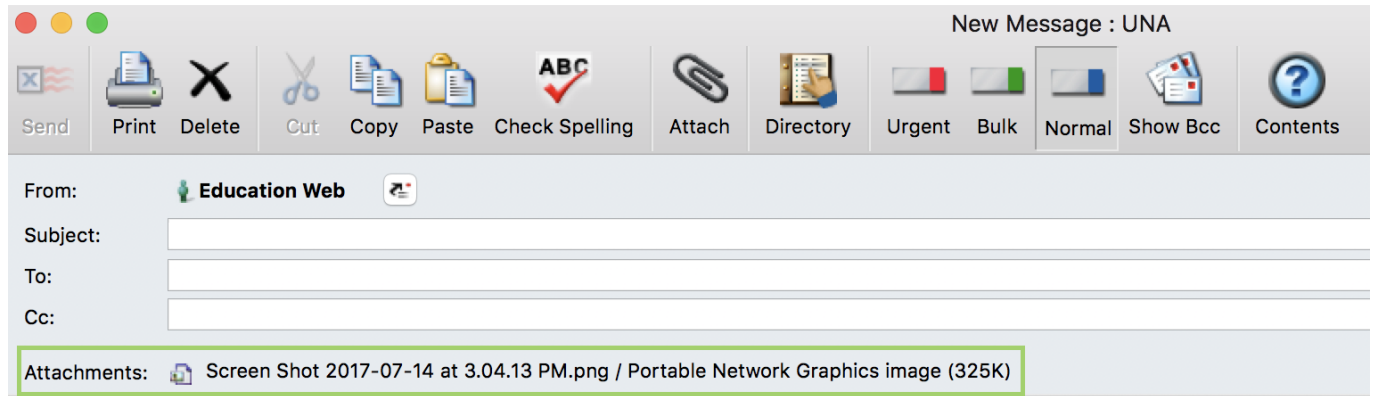 New Message : UNA
ABC
Send Print Delete Cut Copy Paste Check Spelling Attach Directory Urgent Bulk Normal Show Bcc Contents
From: Education Web
Subject:
To:
Cc:
Attachments: Screen Shot 2017-07-14 at 3.04.13 PM.png / Portable Network Graphics image (325K)